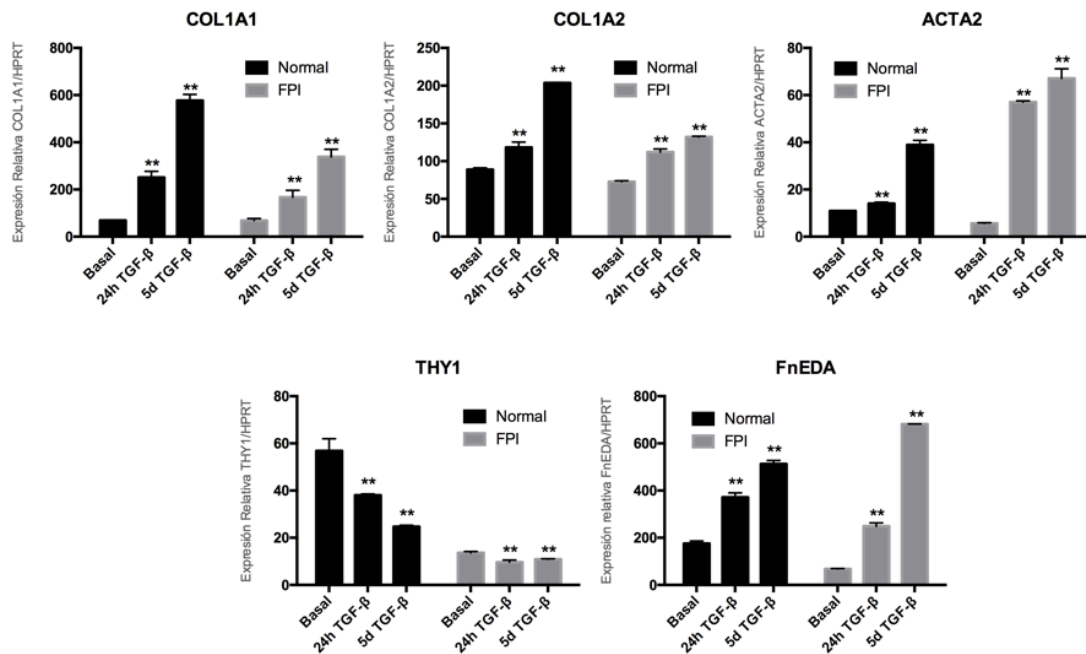 COL1A1
Expresión Relativa COL1A1/HPRT
800
600
400
200
0
Normal
FPI
**
**
**
**
Basal
24h TGF-β
5d TGF-β
Basal
24h TGF-β
5d TGF-β
COL1A2
Expresión Relativa COL1A2/HPRT
250
200
150
100
50
0
Normal
FPI
**
**
**
**
Basal
24h TGF-β
5d TGF-β
Basal
24h TGF-β
5d TGF-β
ACTA2
Expresión Relativa ACTA2/HPRT
80
60
40
20
0
Normal
FPI
**
**
**
**
Basal
24h TGF-β
5d TGF-β
Basal
24h TGF-β
5d TGF-β
THY1
Expresión Relativa THY1/HPRT
80
60
40
20
0
Normal
FPI
**
**
**
**
Basal
24h TGF-β
5d TGF-β
Basal
24h TGF-β
5d TGF-β
FnEDA
Expresión relativa FnEDA/HPRT
800
600
400
200
0
Normal
FPI
**
**
**
**
Basal
24h TGF-β
5d TGF-β
Basal
24h TGF-β
5d TGF-β